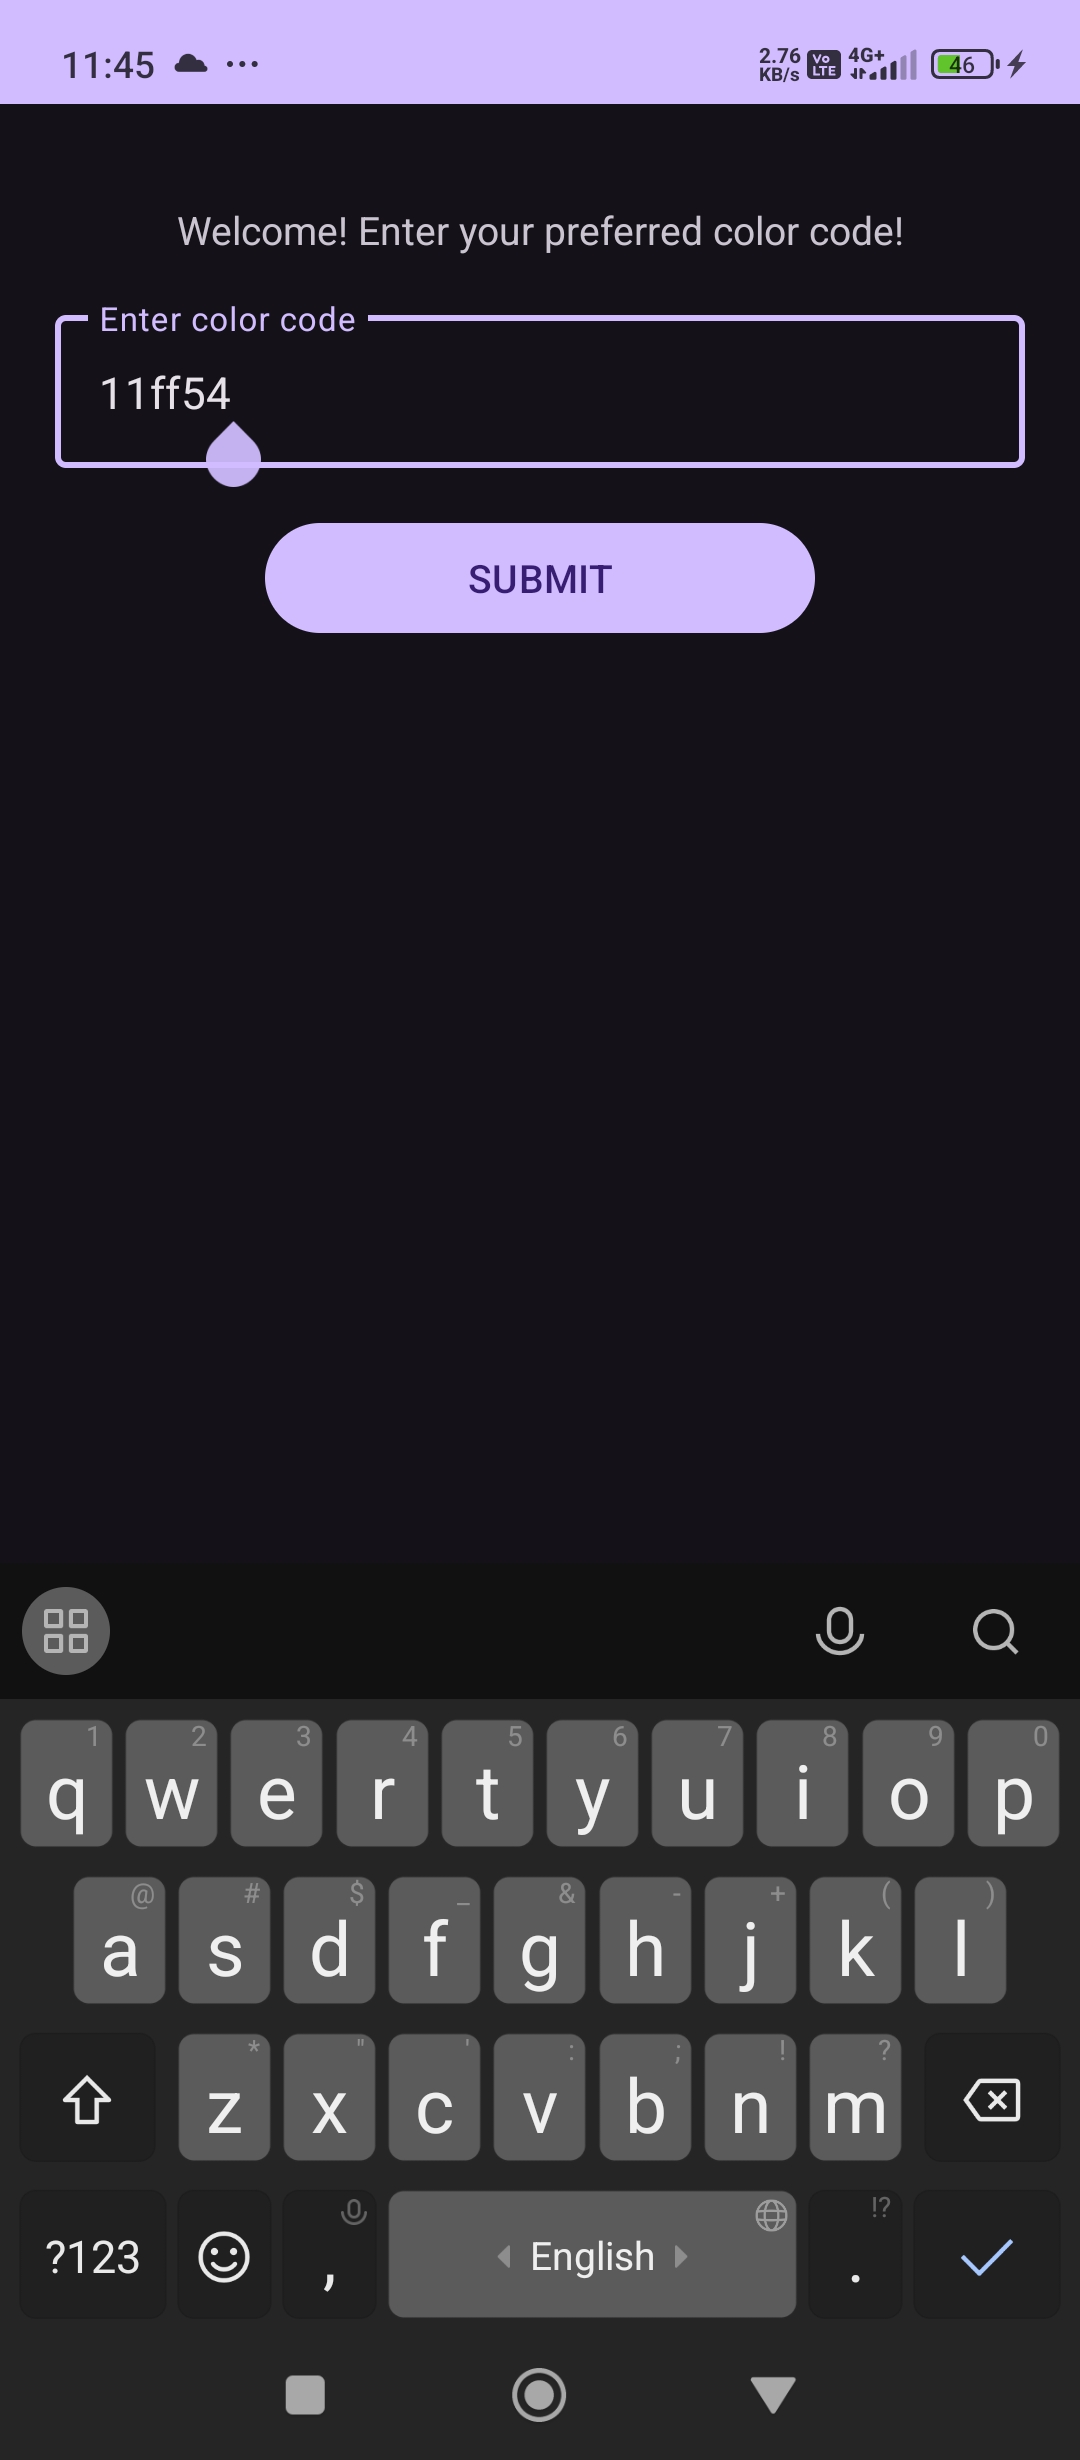 11:45 ... 2.76 KB/s Vo LTE 4G+ 46
Welcome! Enter your preferred color code!
Enter color code
11ff54
SUBMIT
1 2 3 4 5 6 7 8 9 0
q w e r t y u i o p
@ # $ _ & - + ( )
a s d f g h j k l
* " ' : ; ! ?
z x c v b n m
!?
?123 , English .